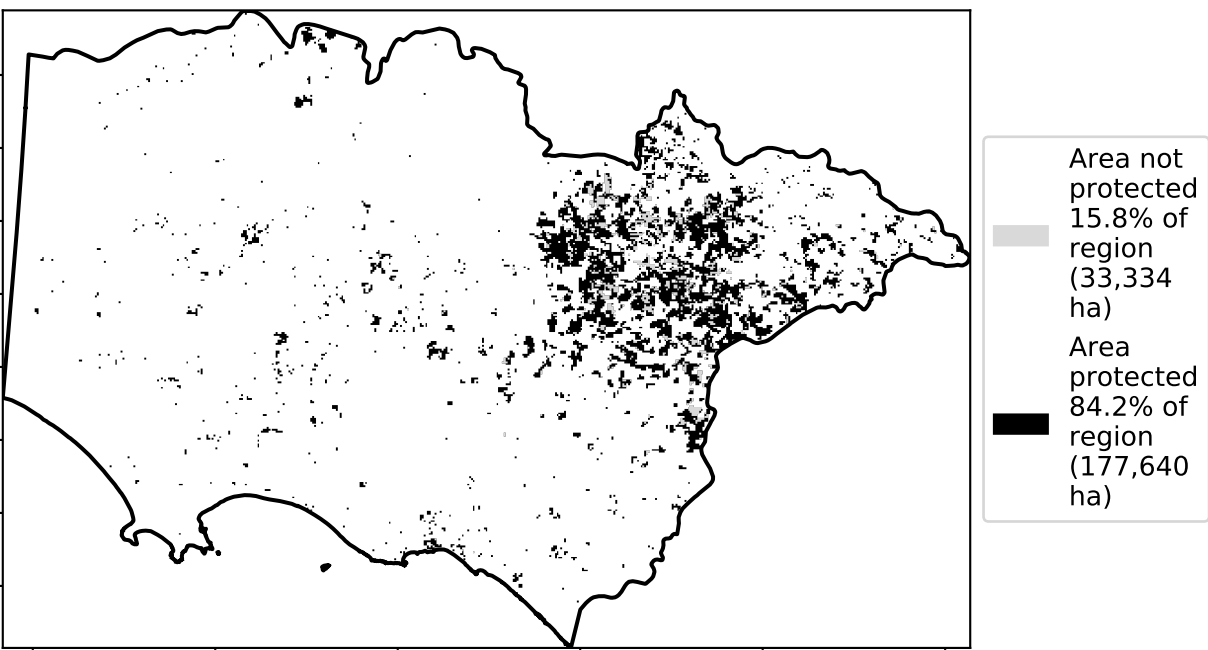 Area not
protected
15.8% of
region
(33,334
ha)
Area
protected
84.2% of
region
(177,640
ha)